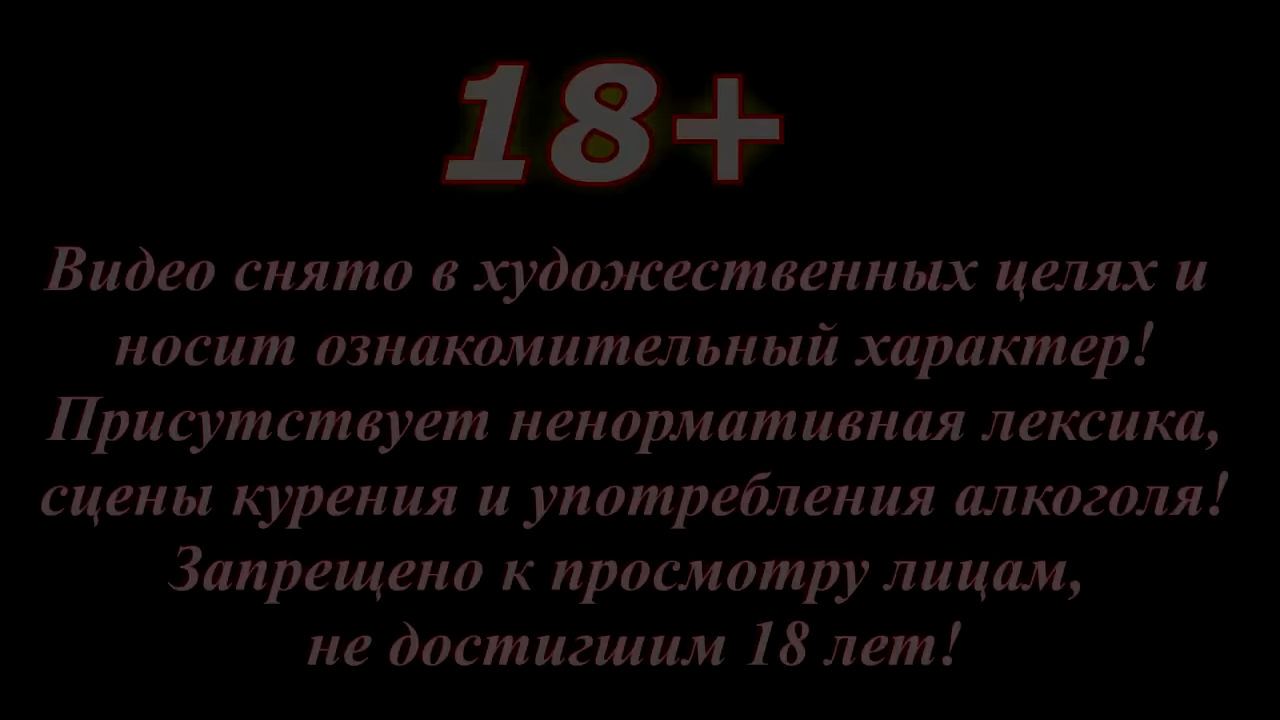 18+
Видео снято в художественных целях и
носит ознакомительный характер!
Присутствует ненормативная лексика,
сцены курения и употребления алкоголя!
Запрещено к просмотру лицам,
не достигшим 18 лет!